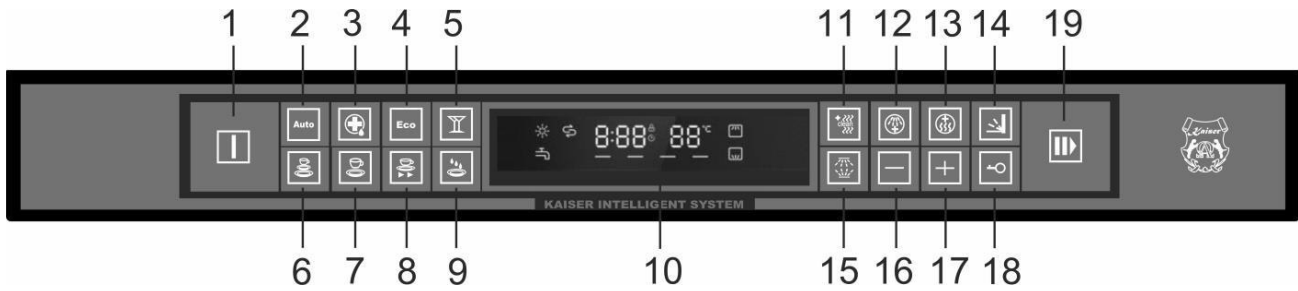 1 2 3 4 5 11 12 13 14 19
Auto Eco 8:88 88 °C
KAISER INTELLIGENT SYSTEM
Kaiser
6 7 8 9 10 15 16 17 18